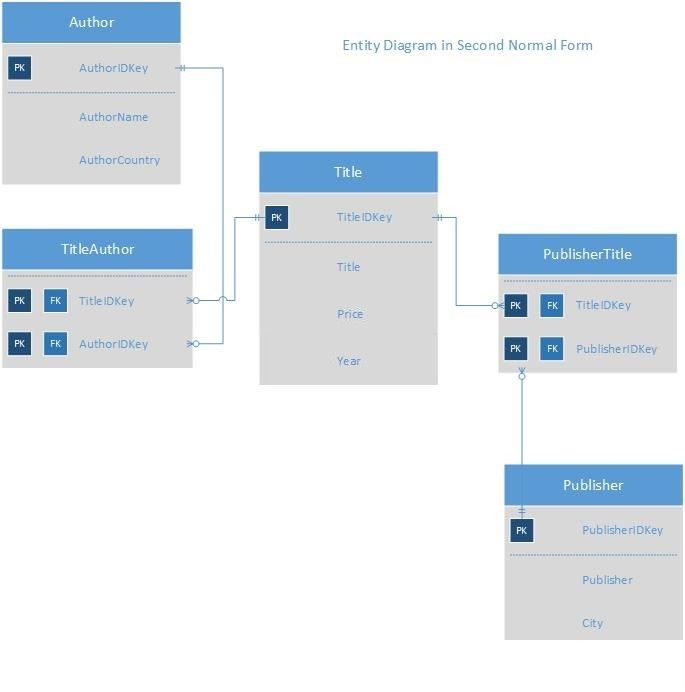 Author
PK AuthorIDKey
AuthorName
AuthorCountry
Entity Diagram in Second Normal Form
Title
PK TitleIDKey
Title
Price
Year
TitleAuthor
PK FK TitleIDKey
PK FK AuthorIDKey
PublisherTitle
PK FK TitleIDKey
PK FK PublisherIDKey
Publisher
PK PublisherIDKey
Publisher
City